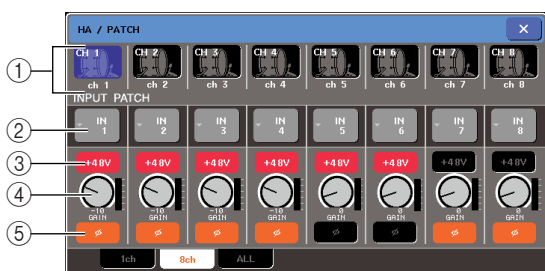 HA / PATCH ×
CH 1 CH 2 CH 3 CH 4 CH 5 CH 6 CH 7 CH 8
① ch 1 ch 2 ch 3 ch 4 ch 5 ch 6 ch 7 ch 8
INPUT PATCH
② IN 1 IN 2 IN 3 IN 4 IN 5 IN 6 IN 7 IN 8
③ +48V +48V +48V +48V +48V +48V +48V +48V
④ -10 -10 -10 -10 0 0 0 0
GAIN GAIN GAIN GAIN GAIN GAIN GAIN GAIN
⑤ ø ø ø ø ø ø ø ø
1ch 8ch ALL